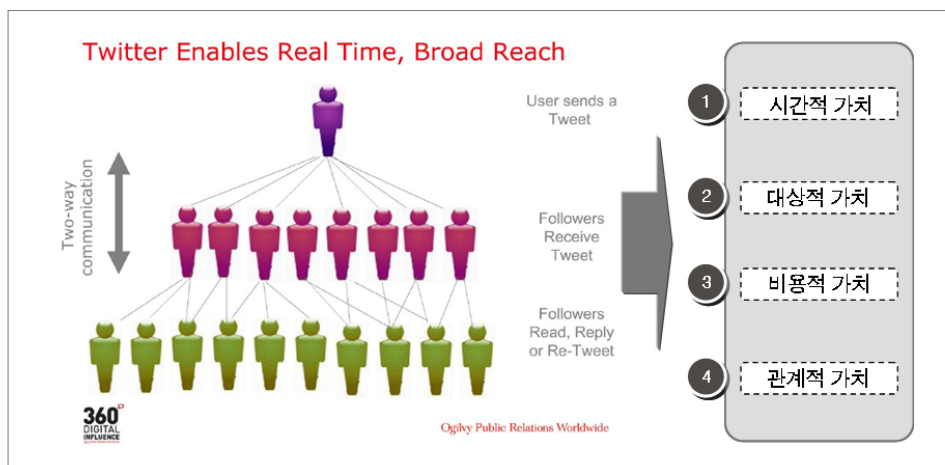 Twitter Enables Real Time, Broad Reach
Two-way
communication
User sends a
Tweet
Followers
Receive
Tweet
Followers
Read, Reply
or Re-Tweet
1
시간적 가치
2
대상적 가치
3
비용적 가치
4
관계적 가치
360°
DIGITAL
INFLUENCE
Ogilvy Public Relations Worldwide